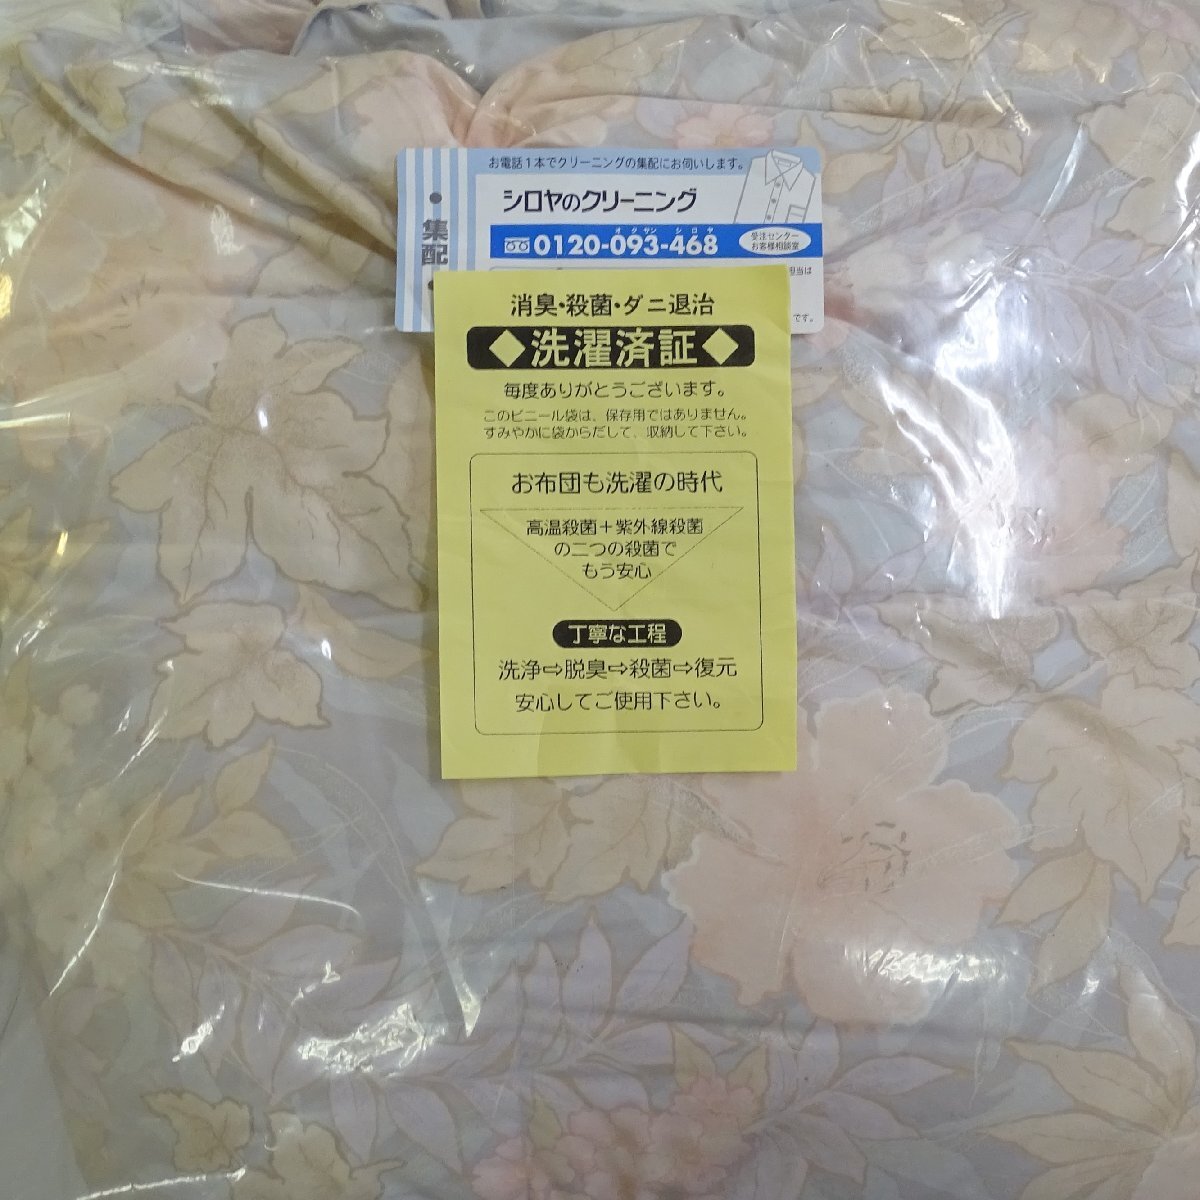 お電話1本でクリーニングの集配にお伺いします。
シロヤのクリーニング
オクサン シロヤ
0120-093-468
受注センター
お客様相談室
・集配・
担当は
です。
消臭・殺菌・ダニ退治
◆洗濯済証◆
毎度ありがとうございます。
このビニール袋は、保存用ではありません。
すみやかに袋からだして、収納して下さい。
お布団も洗濯の時代
高温殺菌＋紫外線殺菌
の二つの殺菌で
もう安心
丁寧な工程
洗浄⇨脱臭⇨殺菌⇨復元
安心してご使用下さい。